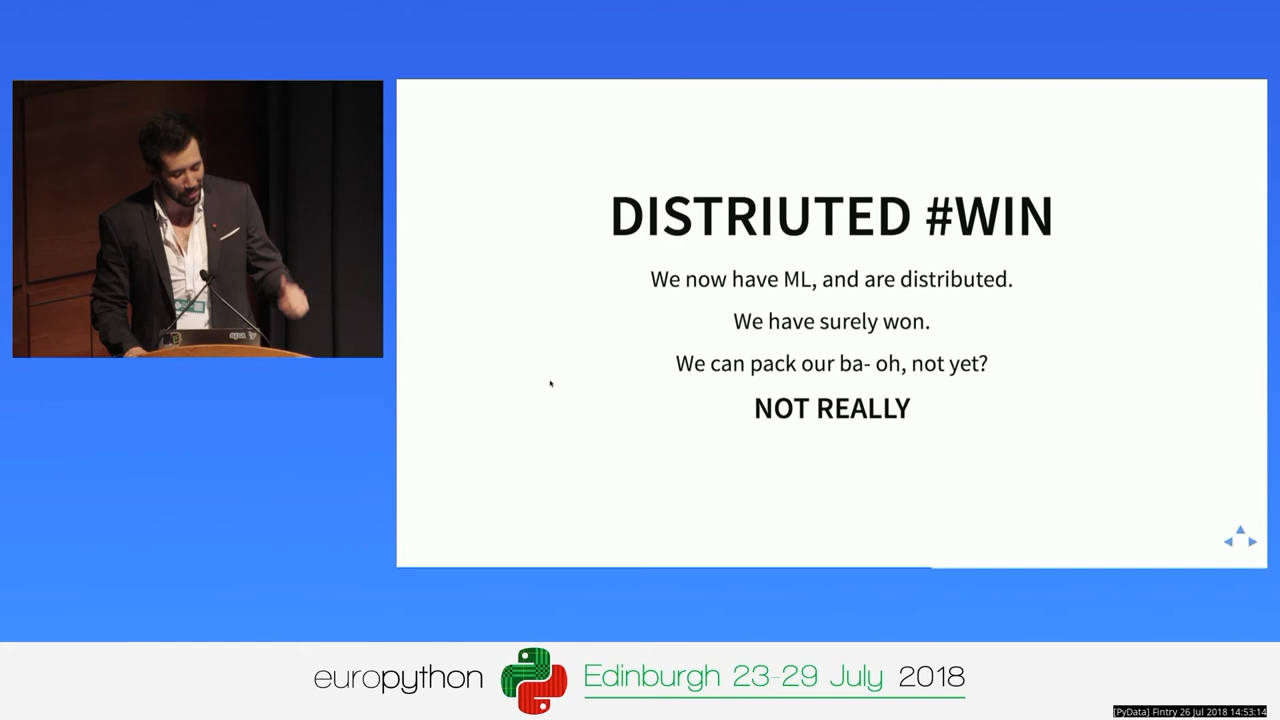 DISTRIUTED #WIN
We now have ML, and are distributed.
We have surely won.
We can pack our ba- oh, not yet?
NOT REALLY
europython
Edinburgh 23-29 July 2018
[PyData] Fintry 26 Jul 2018 14:53:14